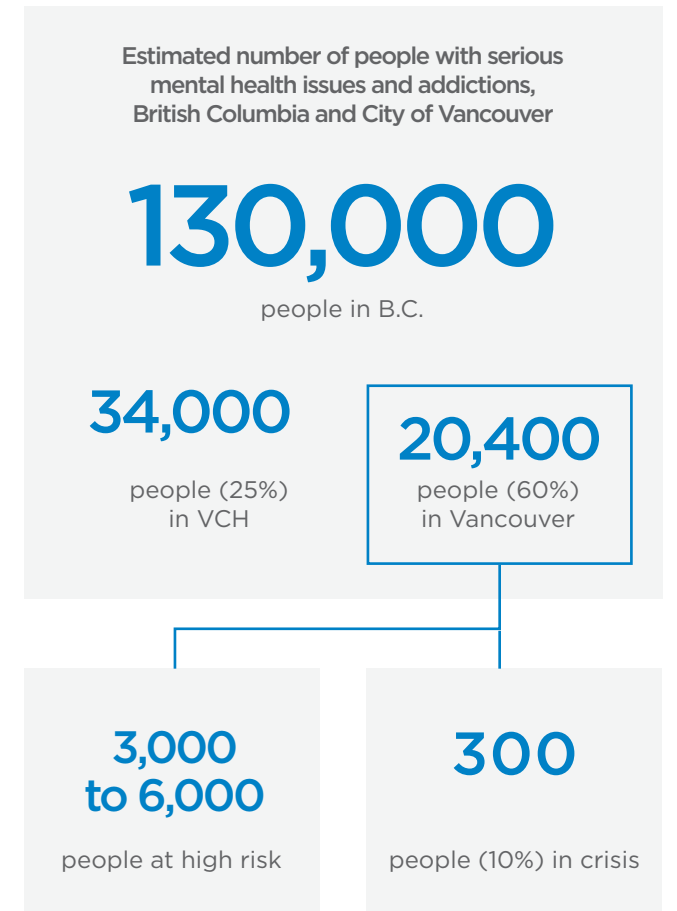 Estimated number of people with serious
mental health issues and addictions,
British Columbia and City of Vancouver
130,000
people in B.C.
34,000
people (25%)
in VCH
20,400
people (60%)
in Vancouver
3,000
to 6,000
people at high risk
300
people (10%) in crisis